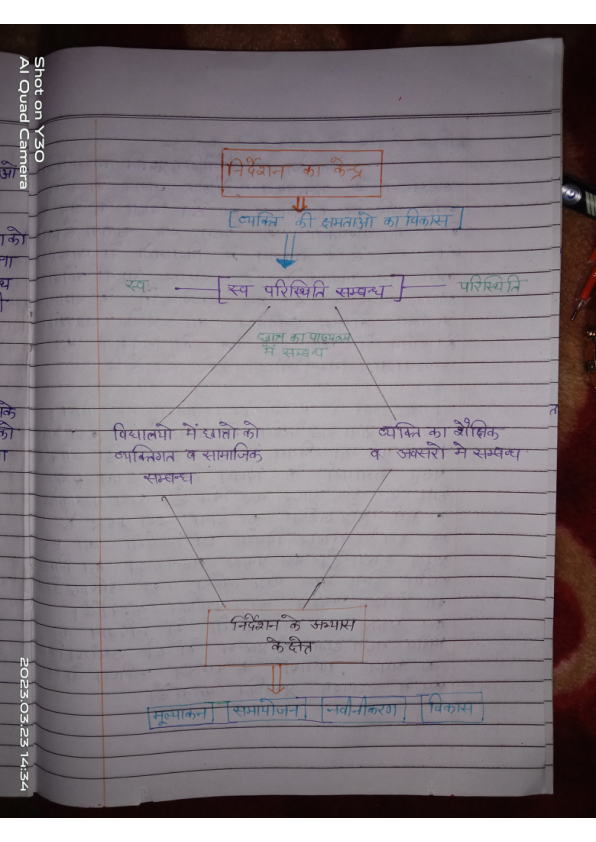 निर्देशन का केन्द्र
[व्यक्ति की क्षमताओ का विकास]
स्व: [स्व परिस्थिति सम्बन्ध] परिस्थिति
छात्र का पाठ्यक्रम
में सम्बन्ध
विद्यालयो में छात्रो को
व्यक्तिगत व सामाजिक
सम्बन्ध
व्यक्ति का शैक्षिक
व अवसरो मे सम्बन्ध
निर्देशन के अभ्यास
के क्षेत्र
मूल्यांकन समायोजन नवीनीकरण विकास
Shot on Y30
AI Quad Camera
2023.03.23 14:34